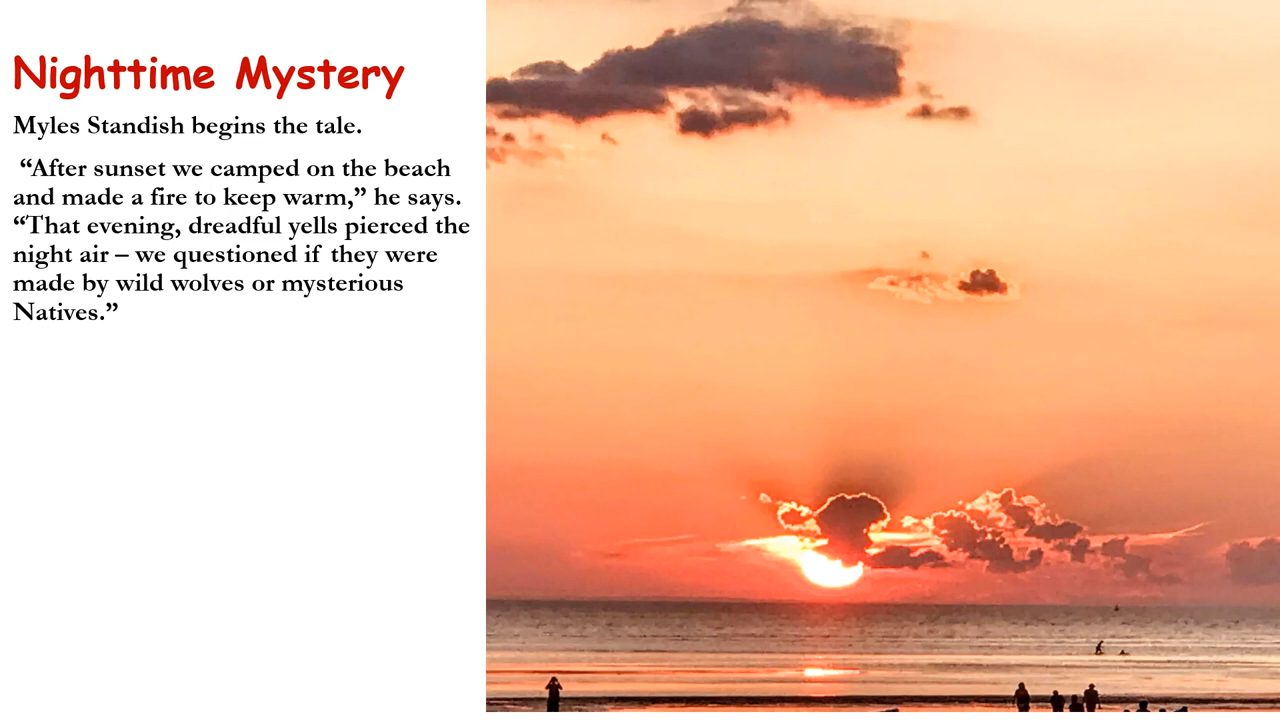 Nighttime Mystery
Myles Standish begins the tale.
“After sunset we camped on the beach
and made a fire to keep warm,” he says.
“That evening, dreadful yells pierced the
night air – we questioned if they were
made by wild wolves or mysterious
Natives.”